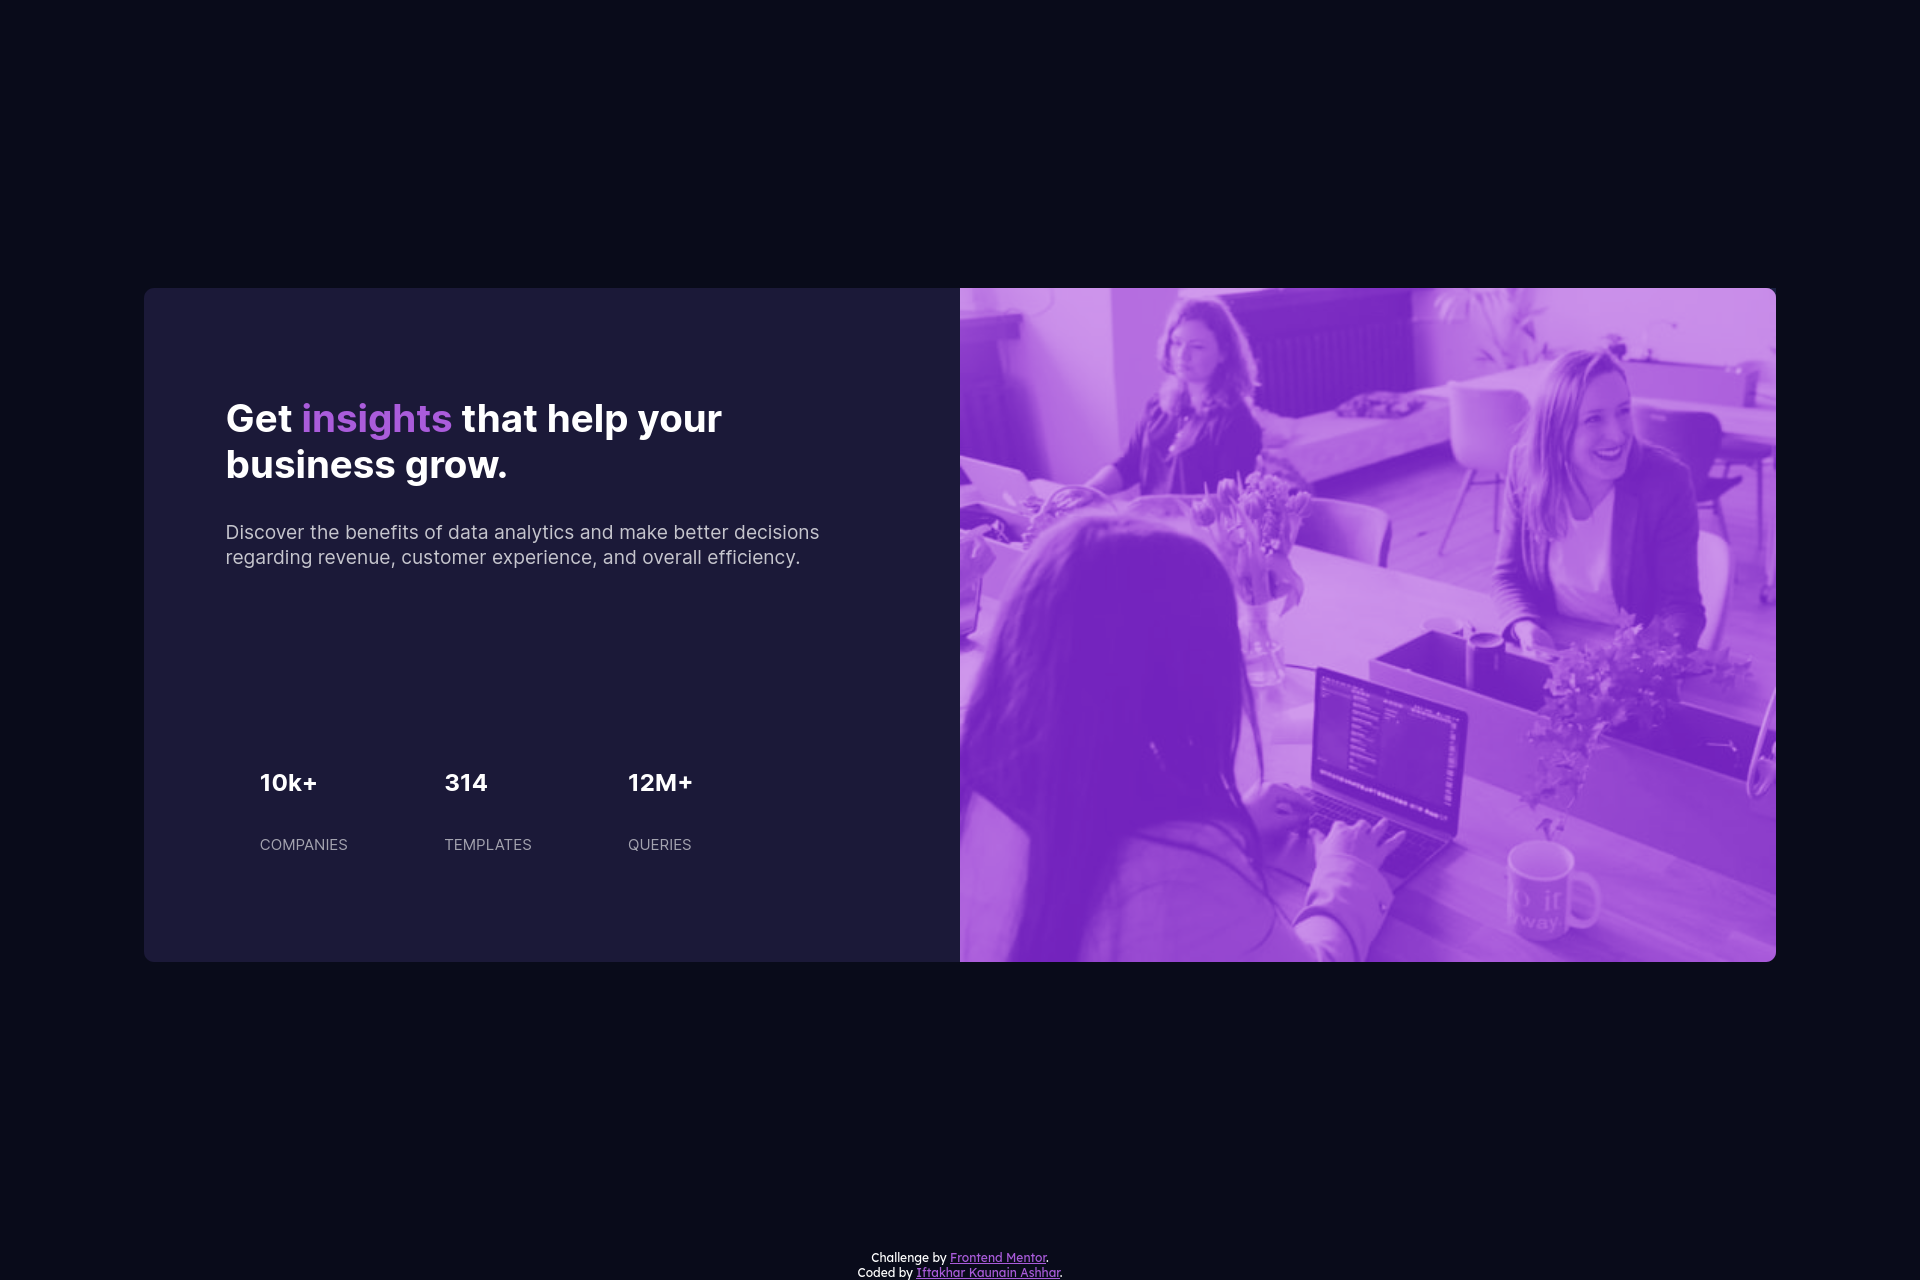 Get insights that help your
business grow.
Discover the benefits of data analytics and make better decisions
regarding revenue, customer experience, and overall efficiency.
10k+
314
12M+
COMPANIES
TEMPLATES
QUERIES
Challenge by Frontend Mentor.
Coded by Iftakhar Kaunain Ashhar.